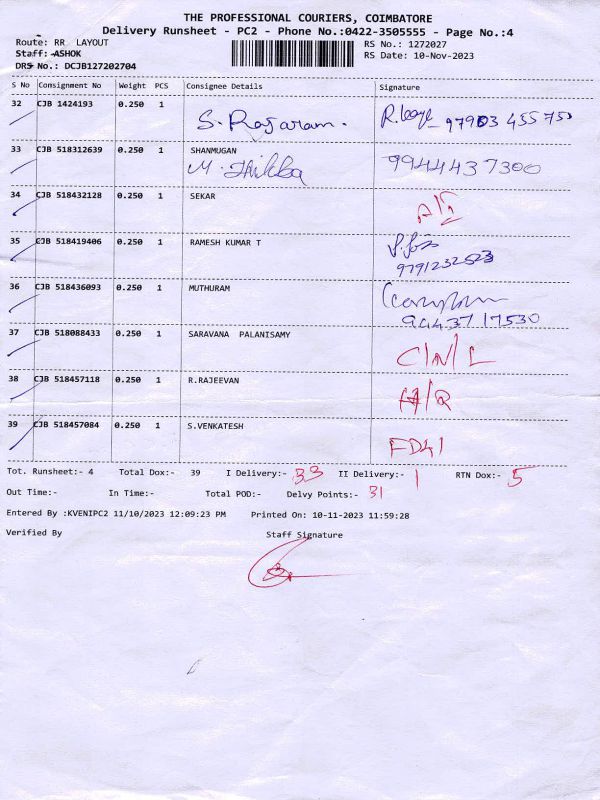 THE PROFESSIONAL COURIERS, COIMBATORE
Delivery Runsheet - PC2 - Phone No.:0422-3505555 - Page No.:4
Route: RR LAYOUT RS No.: 1272027
Staff: ASHOK RS Date: 10-Nov-2023
DRS No.: DCJB127202704
S No Consignment No Weight PCS Consignee Details Signature
32 CJB 1424193 0.250 1 S. Rajaram.
33 CJB 518312639 0.250 1 SHANMUGAN 9944437300
34 CJB 518432128 0.250 1 SEKAR
35 CJB 518419406 0.250 1 RAMESH KUMAR T
9791232523
36 CJB 518436093 0.250 1 MUTHURAM
9443717530
37 CJB 518088433 0.250 1 SARAVANA PALANISAMY
C/N/L
38 CJB 518457118 0.250 1 R.RAJEEVAN
39 CJB 518457084 0.250 1 S.VENKATESH
Tot. Runsheet:- 4 Total Dox:- 39 I Delivery:- 33 II Delivery:- 1 RTN Dox:- 5
Out Time:- In Time:- Total POD:- Delvy Points:- 31
Entered By :KVENIPC2 11/10/2023 12:09:23 PM Printed On: 10-11-2023 11:59:28
Verified By Staff Signature